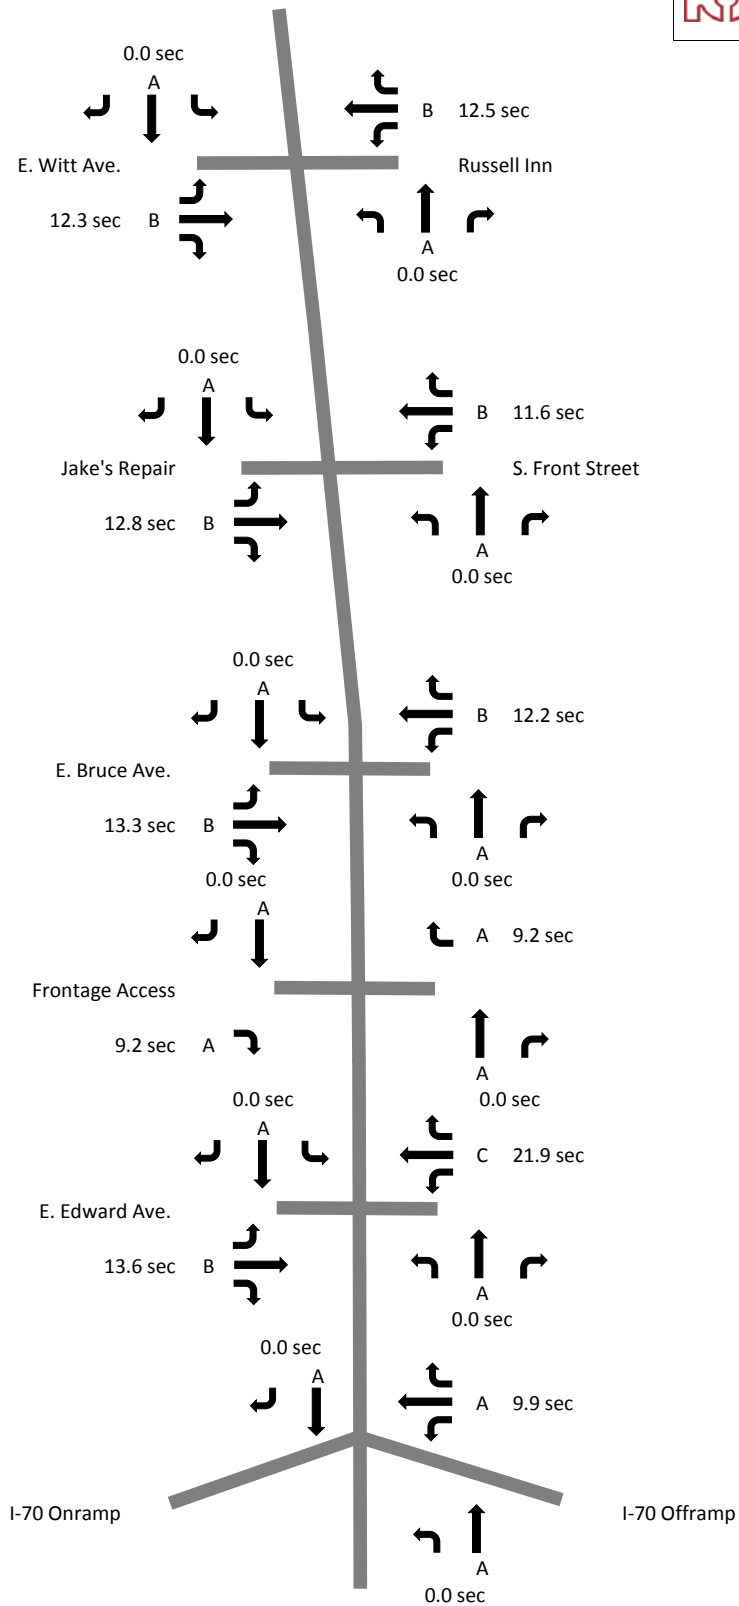 0.0 sec
A
B 12.5 sec
E. Witt Ave.
Russell Inn
12.3 sec B
A
0.0 sec
0.0 sec
A
B 11.6 sec
Jake's Repair
S. Front Street
12.8 sec B
A
0.0 sec
0.0 sec
A
B 12.2 sec
E. Bruce Ave.
13.3 sec B
A
0.0 sec
0.0 sec
A
A 9.2 sec
Frontage Access
9.2 sec A
A
0.0 sec
0.0 sec
A
C 21.9 sec
E. Edward Ave.
13.6 sec B
A
0.0 sec
0.0 sec
A
A 9.9 sec
I-70 Onramp
I-70 Offramp
A
0.0 sec